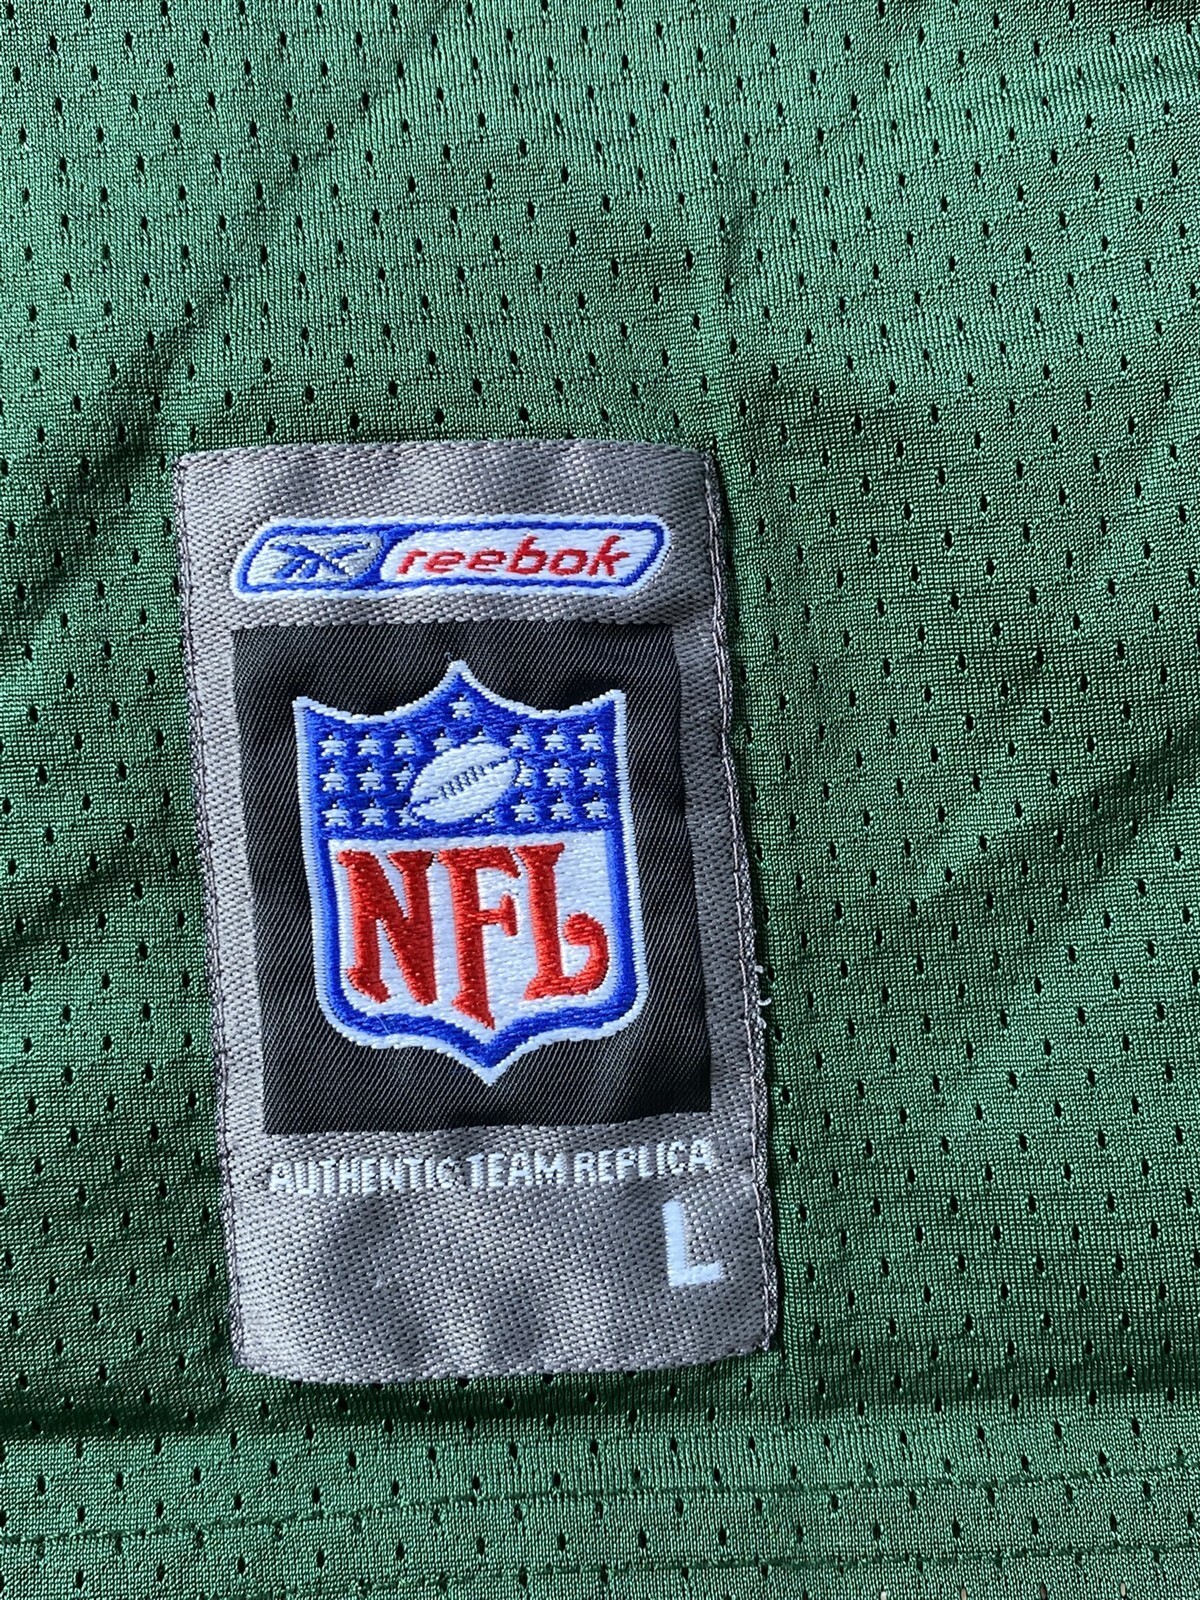 reebok
NFL
AUTHENTIC TEAM REPLICA
L